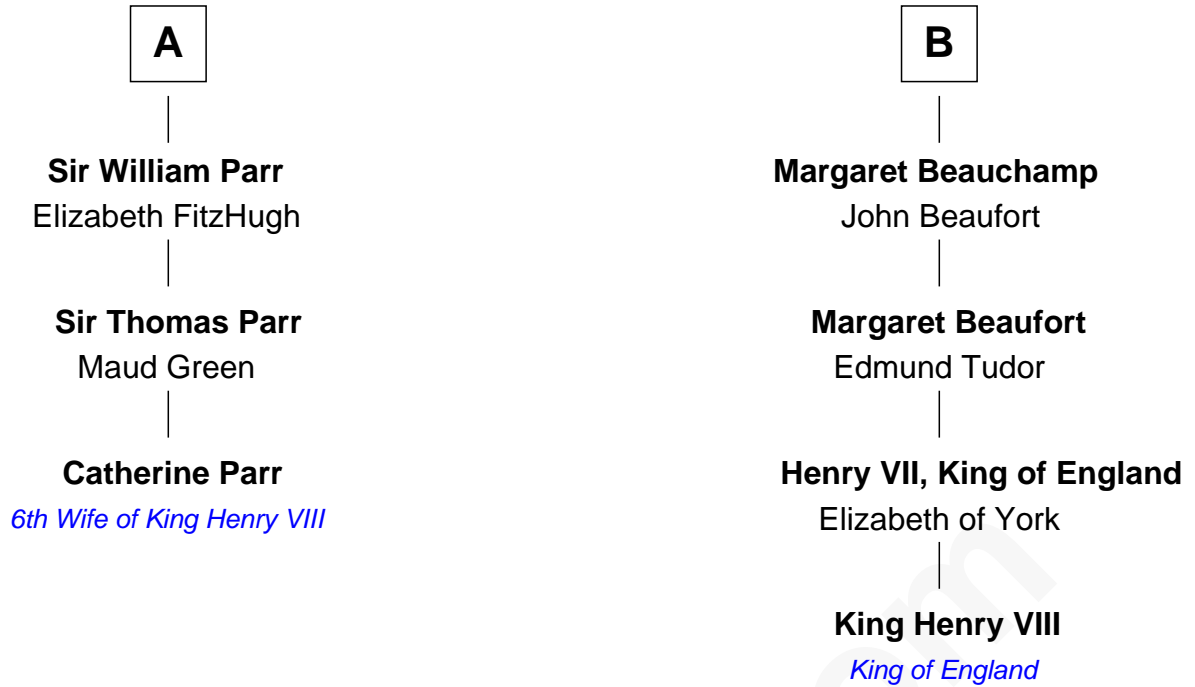 A
Sir William Parr
Elizabeth FitzHugh
Sir Thomas Parr
Maud Green
Catherine Parr
6th Wife of King Henry VIII
B
Margaret Beauchamp
John Beaufort
Margaret Beaufort
Edmund Tudor
Henry VII, King of England
Elizabeth of York
King Henry VIII
King of England